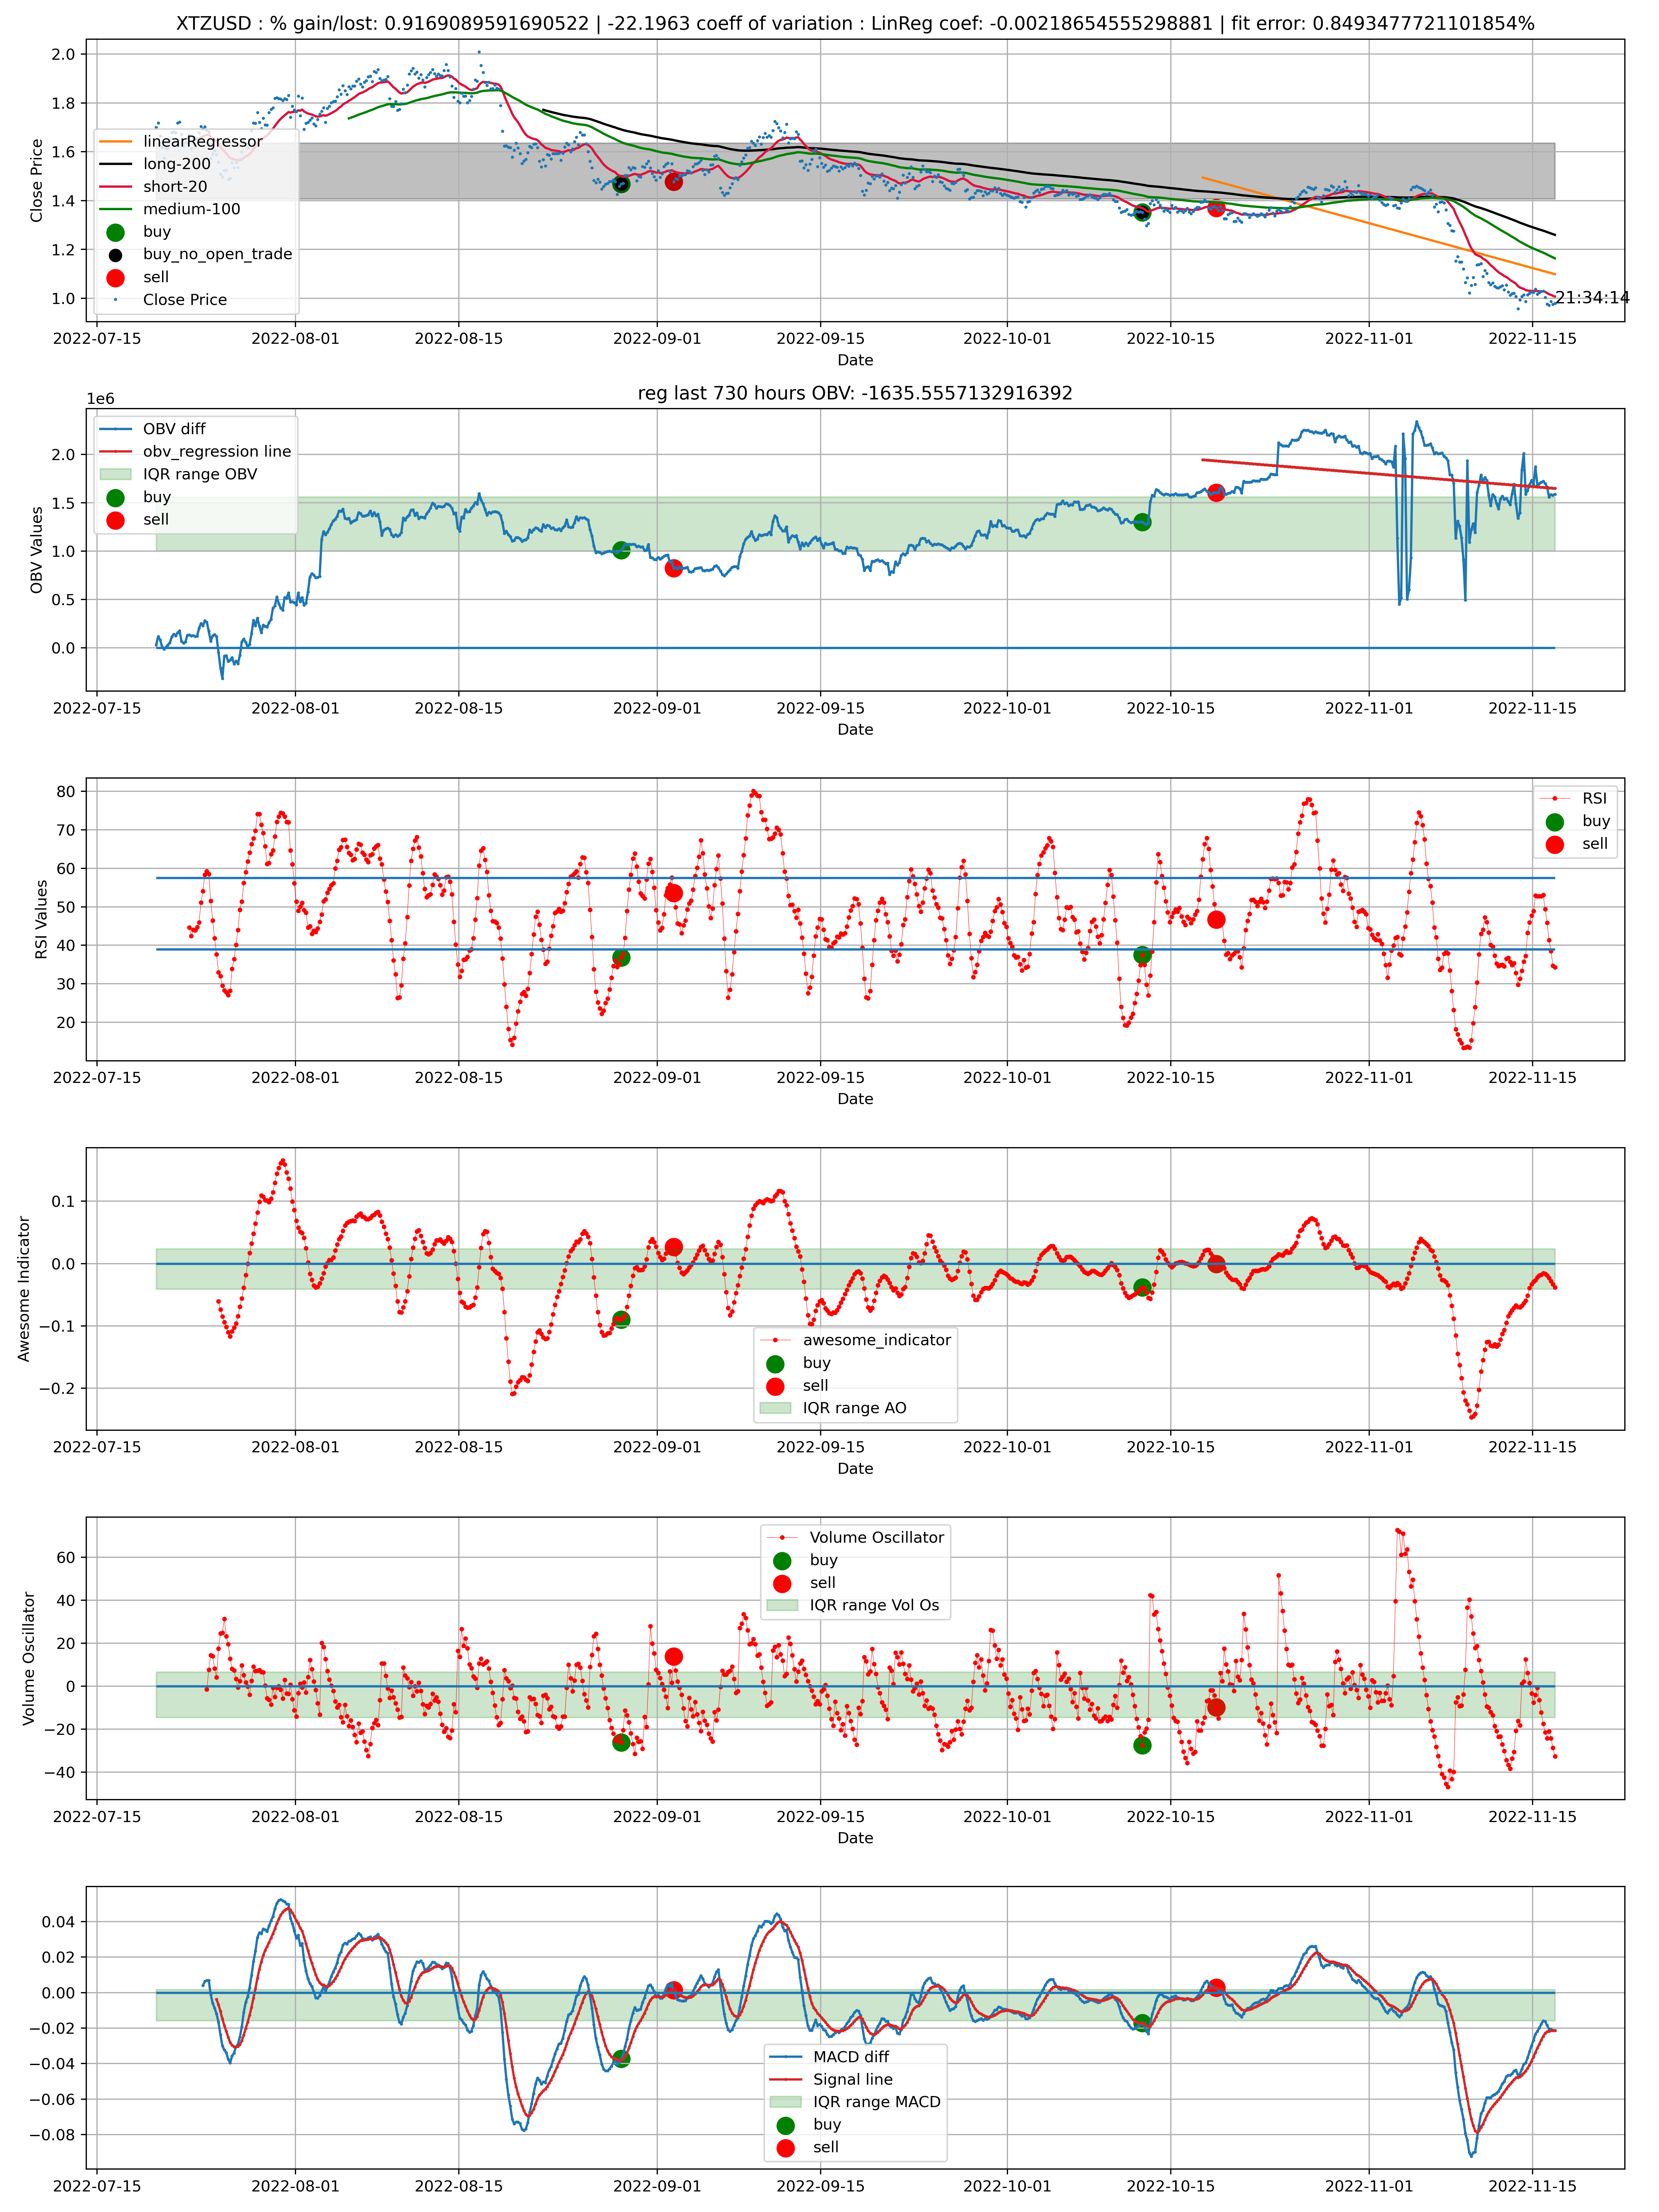 XTZUSD : % gain/lost: 0.9169089591690522 | -22.1963 coeff of variation : LinReg coef: -0.00218654555298881 | fit error: 0.8493477721101854%
2.0
1.8
1.6
1.4
1.2
1.0
Close Price
linearRegressor
long-200
short-20
medium-100
buy
buy_no_open_trade
sell
Close Price
21:34:14
2022-07-15 2022-08-01 2022-08-15 2022-09-01 2022-09-15 2022-10-01 2022-10-15 2022-11-01 2022-11-15
Date
reg last 730 hours OBV: -1635.5557132916392
1e6
2.0
1.5
1.0
0.5
0.0
OBV Values
OBV diff
obv_regression line
IQR range OBV
buy
sell
2022-07-15 2022-08-01 2022-08-15 2022-09-01 2022-09-15 2022-10-01 2022-10-15 2022-11-01 2022-11-15
Date
80
70
60
50
40
30
20
RSI Values
RSI
buy
sell
2022-07-15 2022-08-01 2022-08-15 2022-09-01 2022-09-15 2022-10-01 2022-10-15 2022-11-01 2022-11-15
Date
0.1
0.0
−0.1
−0.2
Awesome Indicator
awesome_indicator
buy
sell
IQR range AO
2022-07-15 2022-08-01 2022-08-15 2022-09-01 2022-09-15 2022-10-01 2022-10-15 2022-11-01 2022-11-15
Date
60
40
20
0
−20
−40
Volume Oscillator
Volume Oscillator
buy
sell
IQR range Vol Os
2022-07-15 2022-08-01 2022-08-15 2022-09-01 2022-09-15 2022-10-01 2022-10-15 2022-11-01 2022-11-15
Date
0.04
0.02
0.00
−0.02
−0.04
−0.06
−0.08
MACD diff
Signal line
IQR range MACD
buy
sell
2022-07-15 2022-08-01 2022-08-15 2022-09-01 2022-09-15 2022-10-01 2022-10-15 2022-11-01 2022-11-15